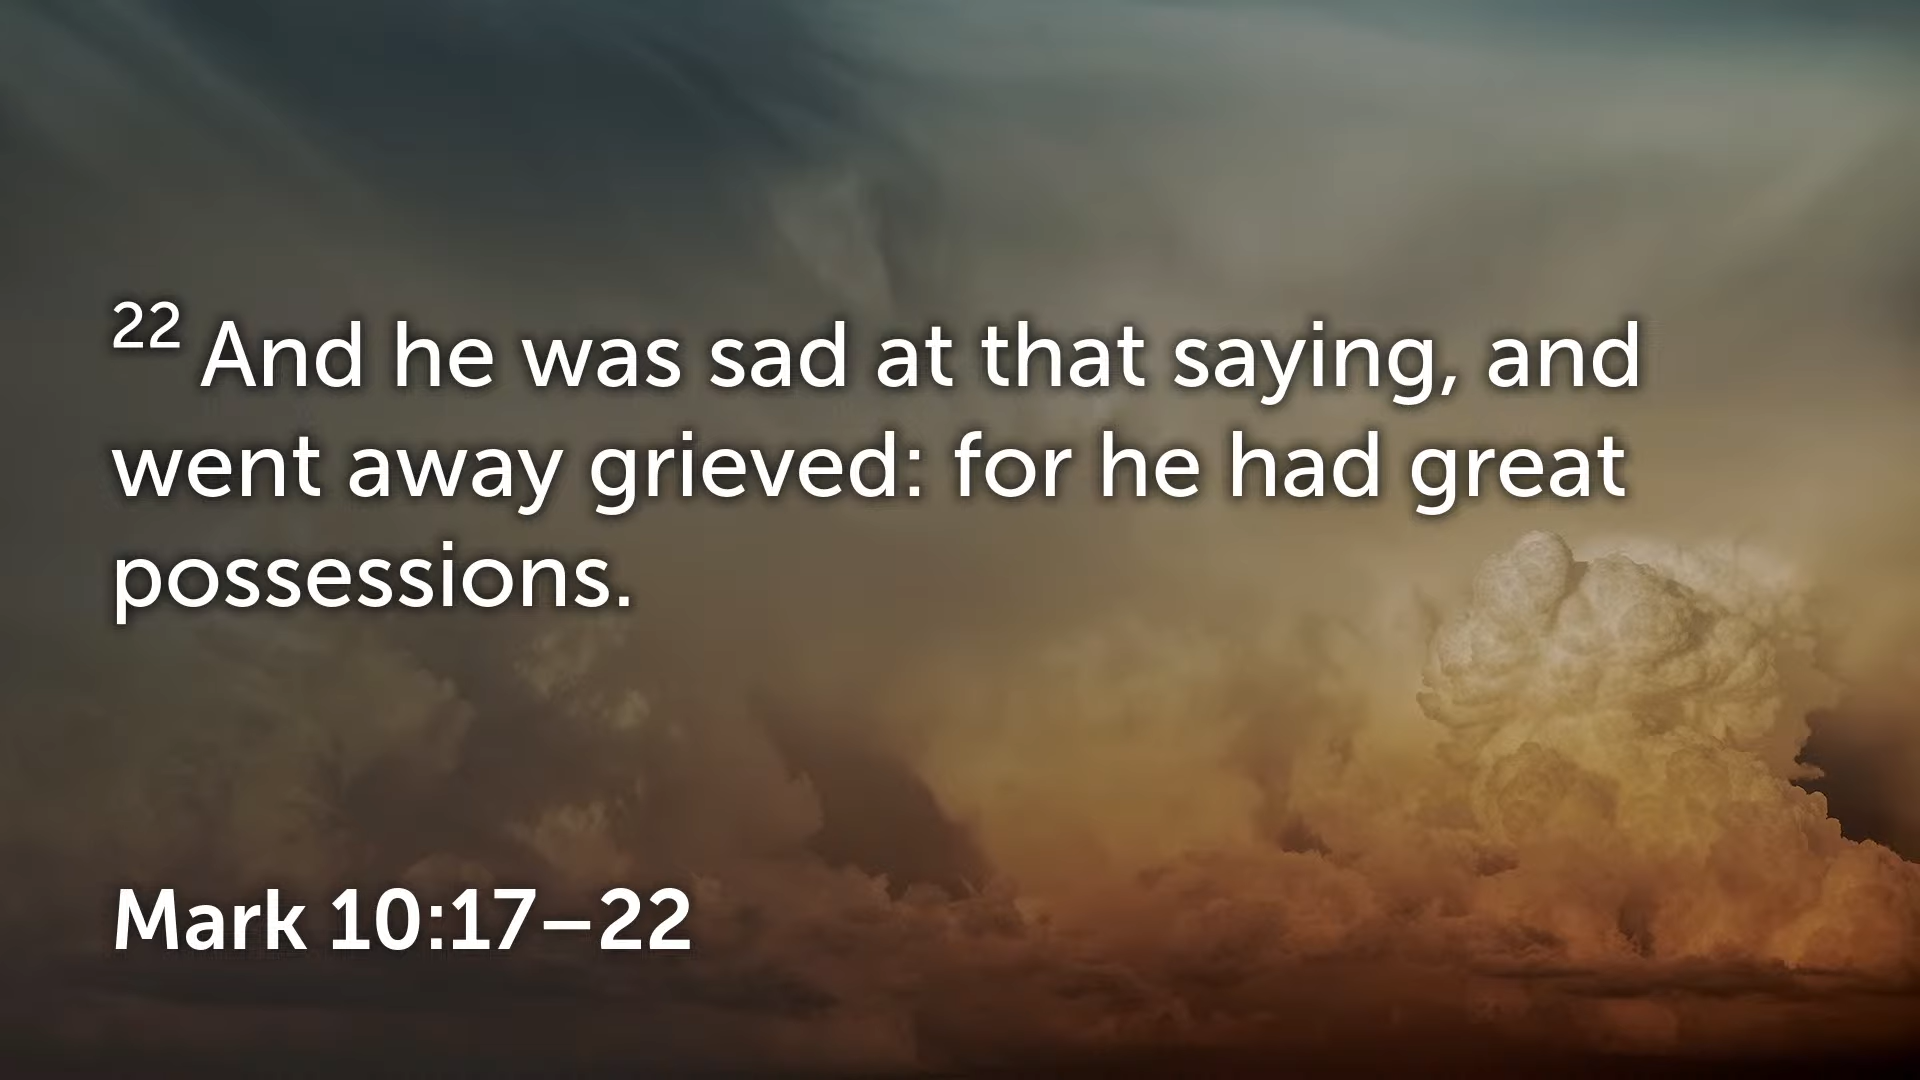 22 And he was sad at that saying, and
went away grieved: for he had great
possessions.
Mark 10:17–22